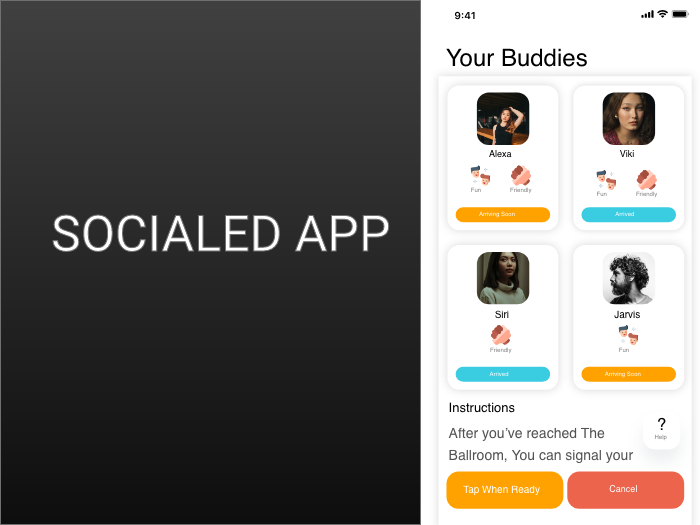 SOCIALED APP
9:41
Your Buddies
Alexa
Fun Friendly
Arriving Soon
Viki
Fun Friendly
Arrived
Siri
Friendly
Arrived
Jarvis
Fun
Arriving Soon
Instructions
After you’ve reached The
Ballroom, You can signal your
?
Help
Tap When Ready
Cancel